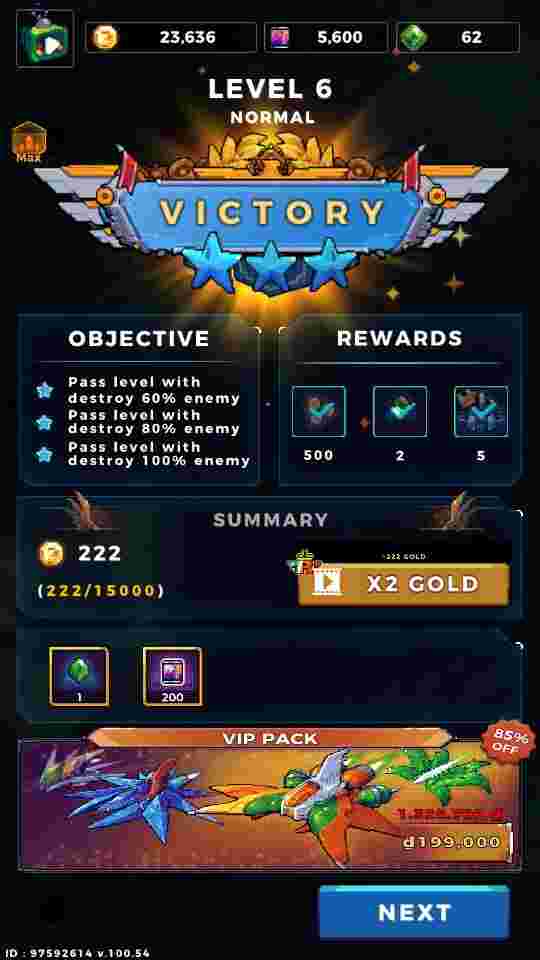 23,636
5,600
62
LEVEL 6
NORMAL
Max
VICTORY
OBJECTIVE
Pass level with
destroy 60% enemy
Pass level with
destroy 80% enemy
Pass level with
destroy 100% enemy
REWARDS
500
2
5
SUMMARY
222
(222/15000)
+222 GOLD
X2 GOLD
1
200
VIP PACK
85%
OFF
đ199,000
NEXT
ID : 97592614 v.100.54